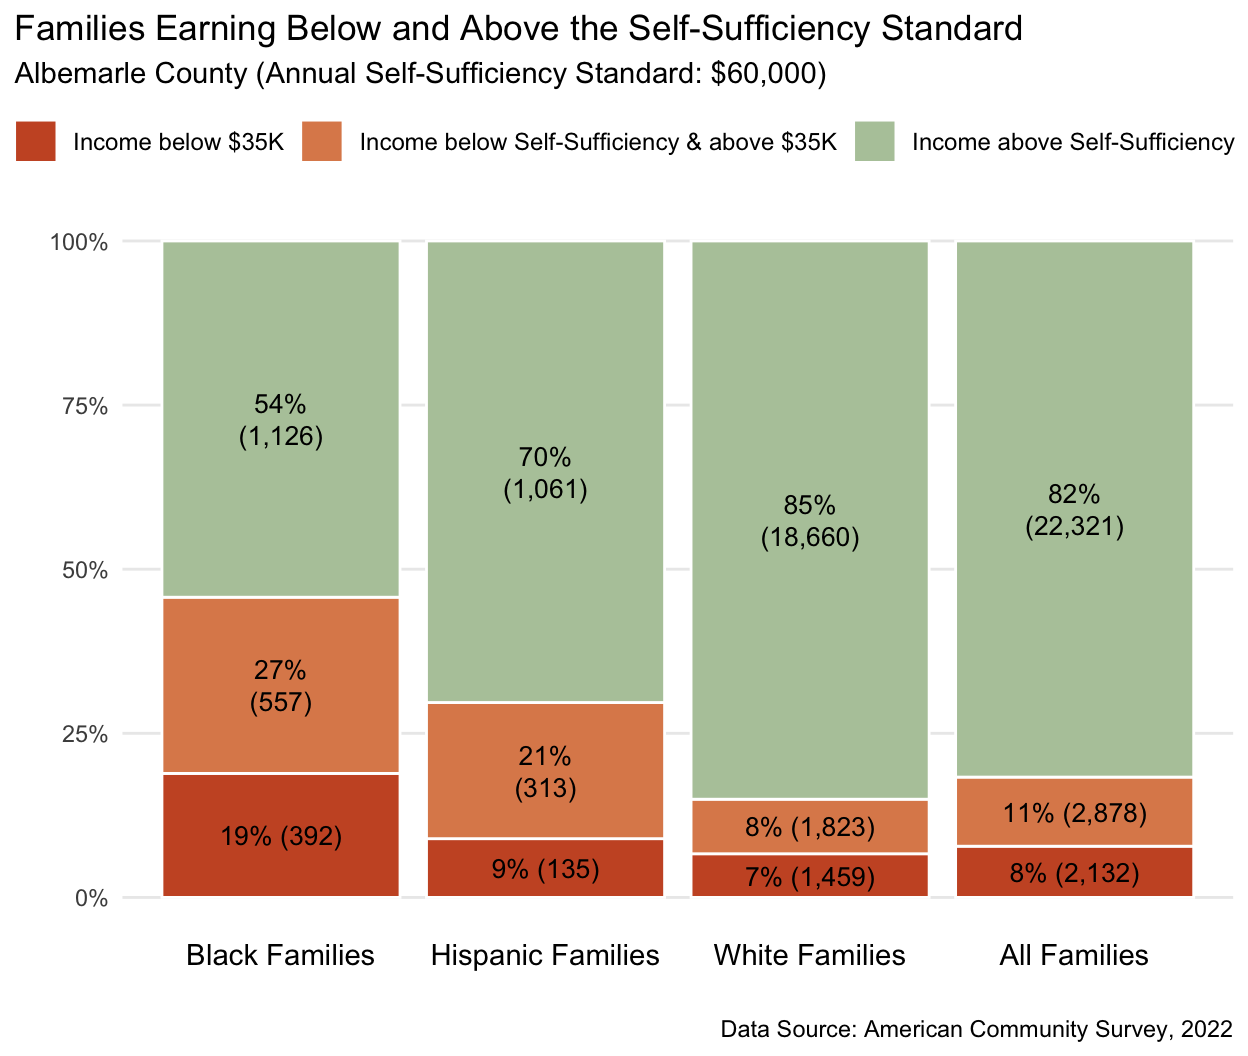 Families Earning Below and Above the Self-Sufficiency Standard
Albemarle County (Annual Self-Sufficiency Standard: $60,000)
Income below $35K
Income below Self-Sufficiency & above $35K
Income above Self-Sufficiency
100%
75%
50%
25%
0%
54%
(1,126)
27%
(557)
19% (392)
70%
(1,061)
21%
(313)
9% (135)
85%
(18,660)
8% (1,823)
7% (1,459)
82%
(22,321)
11% (2,878)
8% (2,132)
Black Families
Hispanic Families
White Families
All Families
Data Source: American Community Survey, 2022